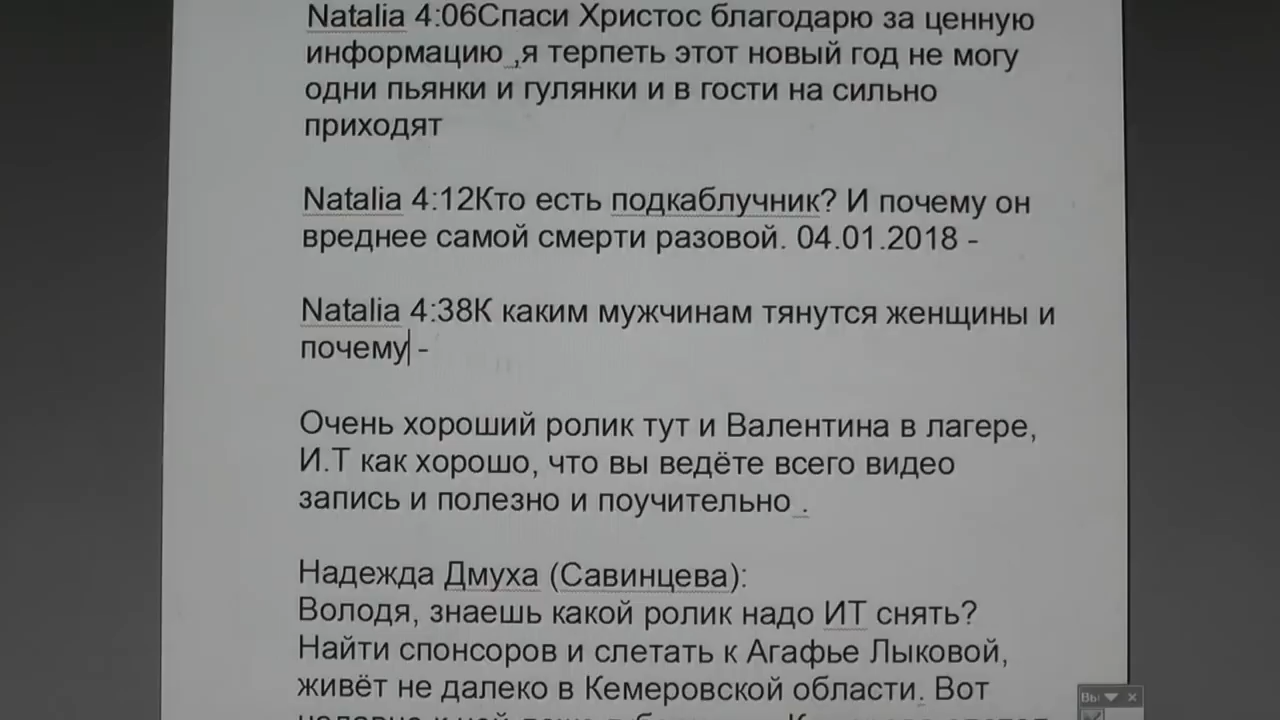 Natalia 4:06Спаси Христос благодарю за ценную
информацию ,я терпеть этот новый год не могу
одни пьянки и гулянки и в гости на сильно
приходят
Natalia 4:12Кто есть подкаблучник? И почему он
вреднее самой смерти разовой. 04.01.2018 -
Natalia 4:38К каким мужчинам тянутся женщины и
почему -
Очень хороший ролик тут и Валентина в лагере,
И.Т как хорошо, что вы ведёте всего видео
запись и полезно и поучительно .
Надежда Дмуха (Савинцева):
Володя, знаешь какой ролик надо ИТ снять?
Найти спонсоров и слетать к Агафье Лыковой,
живёт не далеко в Кемеровской области. Вот
Вы